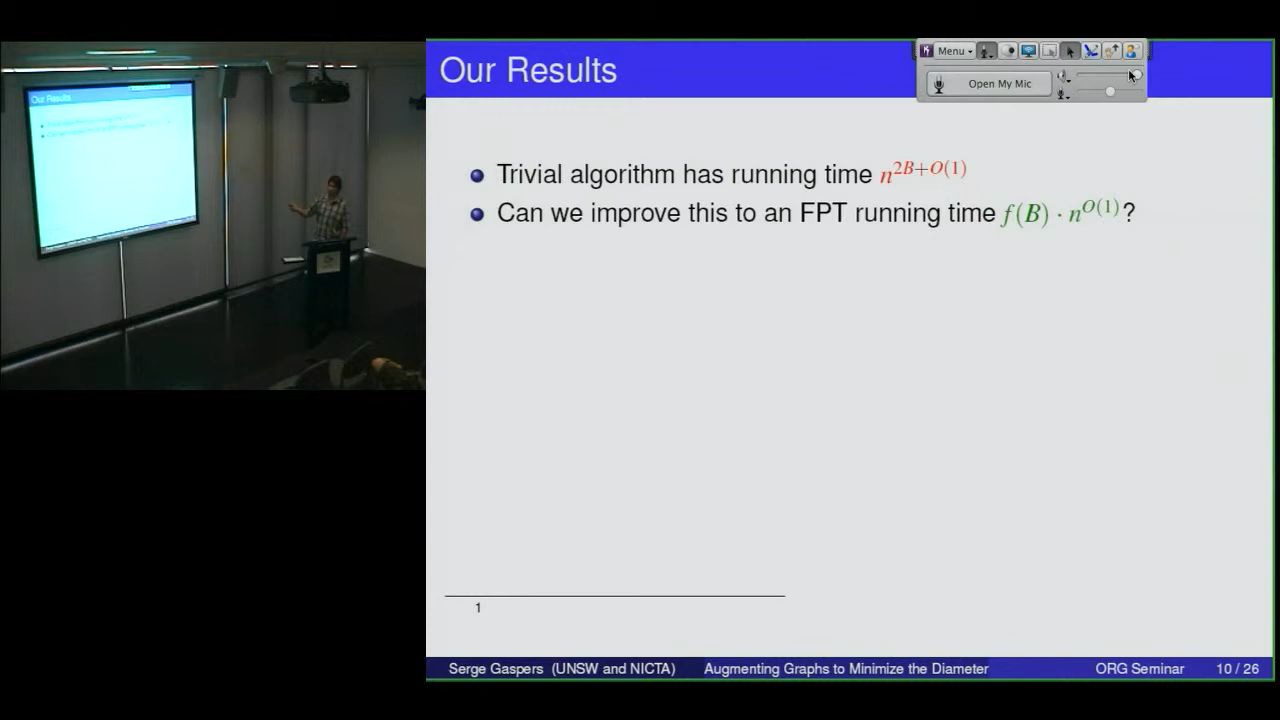 Our Results
Menu
Open My Mic
Our Results
Trivial algorithm has running time n^{2B+O(1)}
Can we improve this to an FPT running time f(B) · n^{O(1)}?
1
Serge Gaspers (UNSW and NICTA) Augmenting Graphs to Minimize the Diameter ORG Seminar 10 / 26